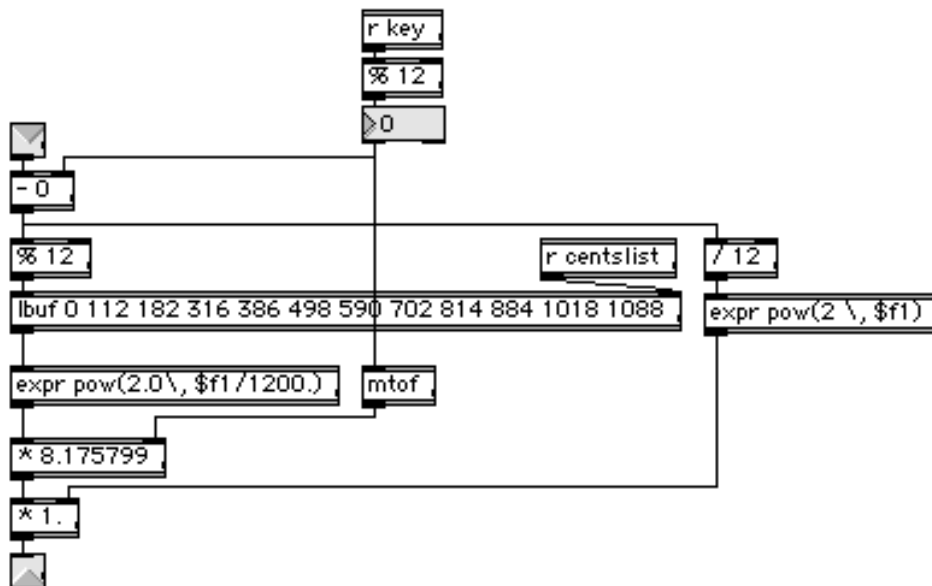 r key
% 12
0
- 0
% 12
r centslist
/ 12
lbuf 0 112 182 316 386 498 590 702 814 884 1018 1088
expr pow(2 \, $f1)
expr pow(2.0\, $f1/1200.)
mtof
* 8.175799
* 1.